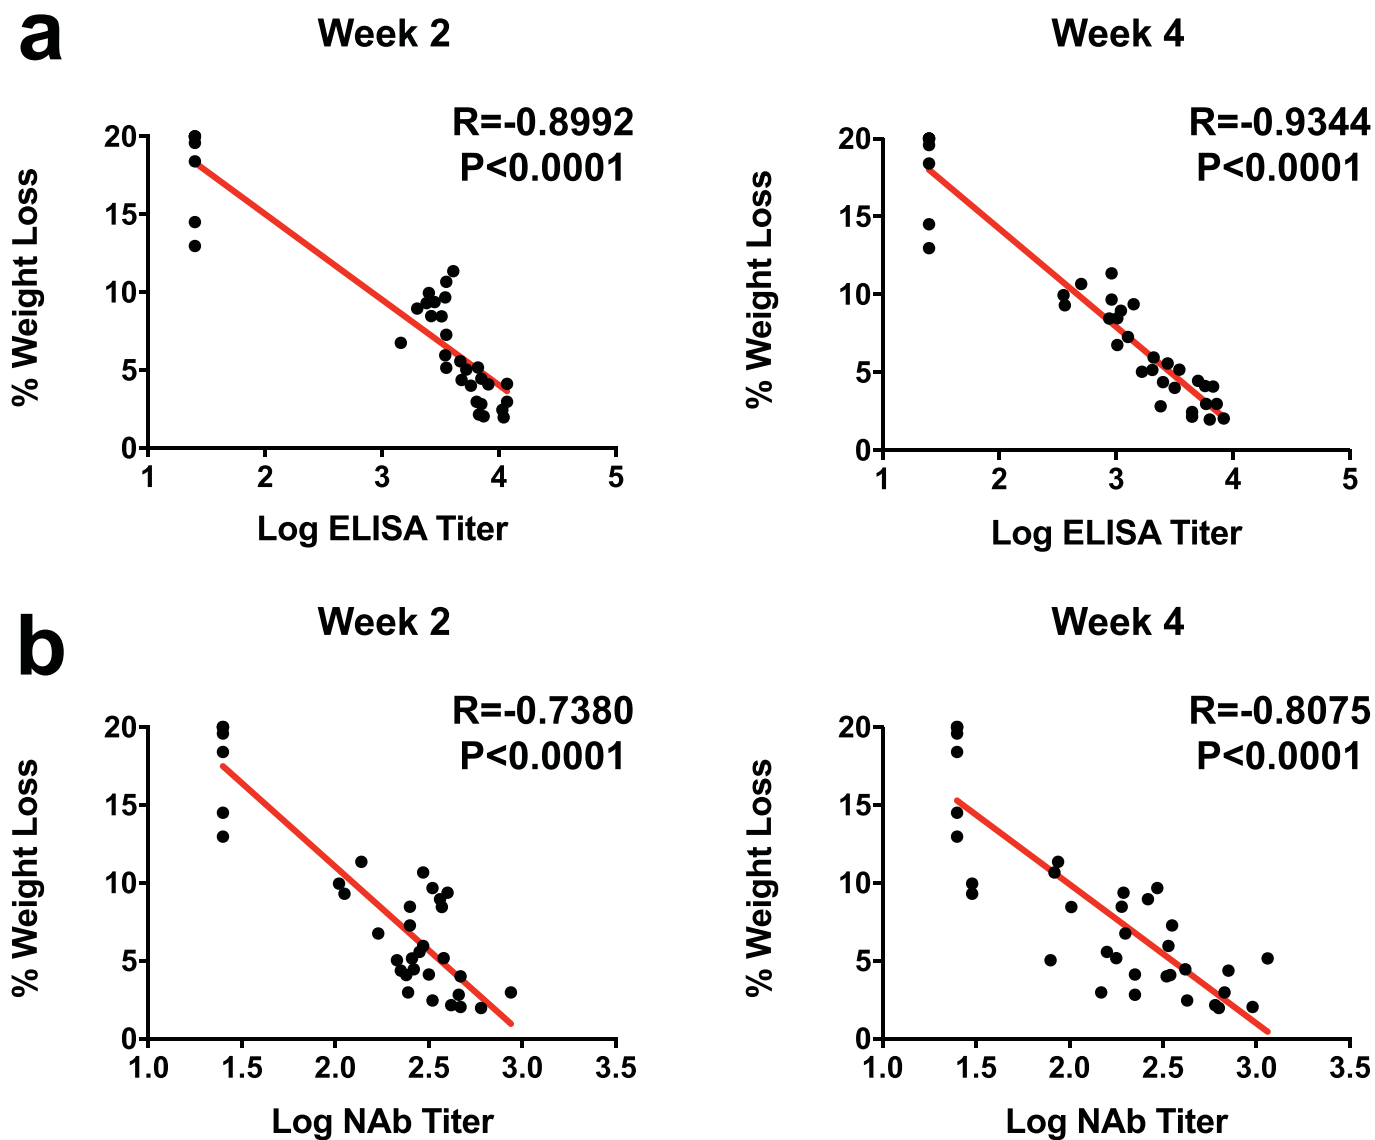 a
Week 2
R=-0.8992
P<0.0001
% Weight Loss
20
15
10
5
0
1 2 3 4 5
Log ELISA Titer
Week 4
R=-0.9344
P<0.0001
% Weight Loss
20
15
10
5
0
1 2 3 4 5
Log ELISA Titer
b
Week 2
R=-0.7380
P<0.0001
% Weight Loss
20
15
10
5
0
1.0 1.5 2.0 2.5 3.0 3.5
Log NAb Titer
Week 4
R=-0.8075
P<0.0001
% Weight Loss
20
15
10
5
0
1.0 1.5 2.0 2.5 3.0 3.5
Log NAb Titer